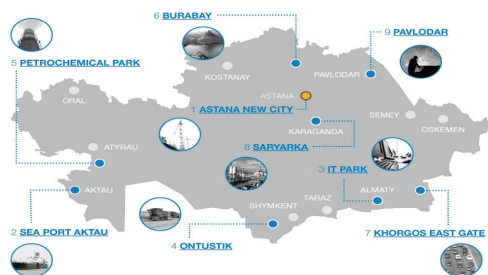 6 BURABAY
9 PAVLODAR
5 PETROCHEMICAL PARK
KOSTANAY
PAVLODAR
ORAL
ASTANA
1 ASTANA NEW CITY
SEMEY
OSKEMEN
KARAGANDA
ATYRAU
8 SARYARKA
3 IT PARK
AKTAU
ALMATY
SHYMKENT
TARAZ
2 SEA PORT AKTAU
4 ONTUSTIK
7 KHORGOS EAST GATE